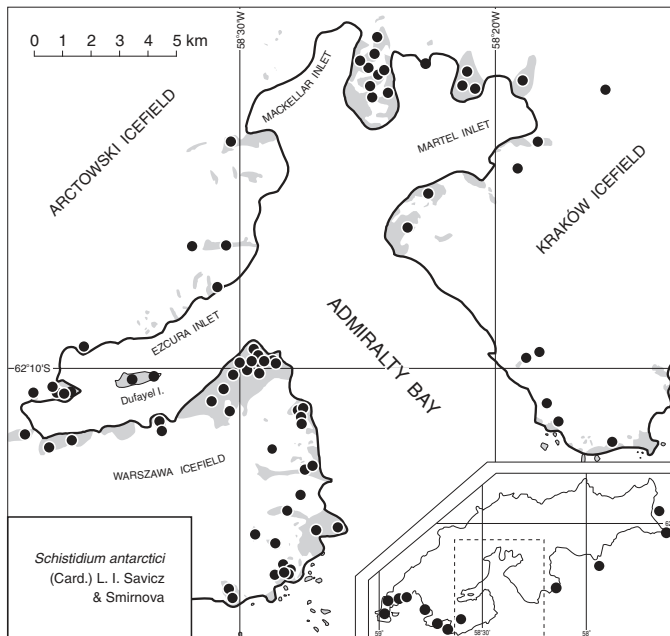 58°30'W
58°20'W
0 1 2 3 4 5 km
MACKELLAR INLET
MARTEL INLET
ARCTOWSKI ICEFIELD
KRAKÓW ICEFIELD
ADMIRALTY BAY
EZCURA INLET
62°10'S
Dufayel I.
WARSZAWA ICEFIELD
Schistidium antarctici
(Card.) L. I. Savicz
& Smirnova
62°
59°
58°30'
58°